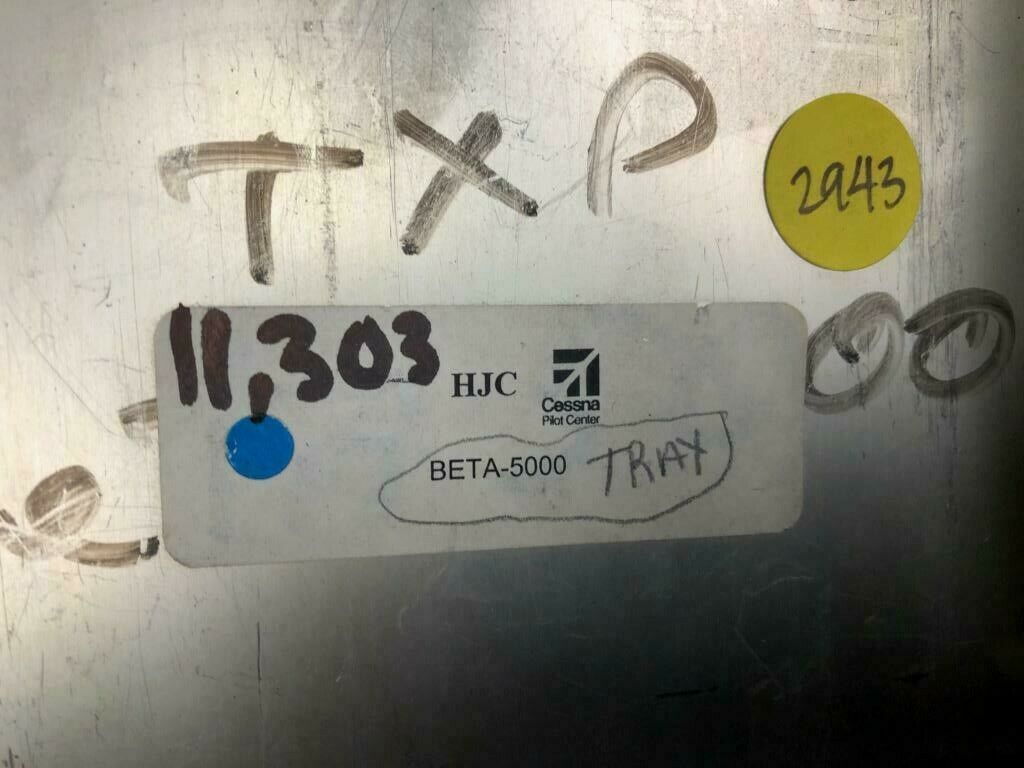 TXP
2943
11,303
HJC
Cessna
Pilot Center
BETA-5000 TRAY